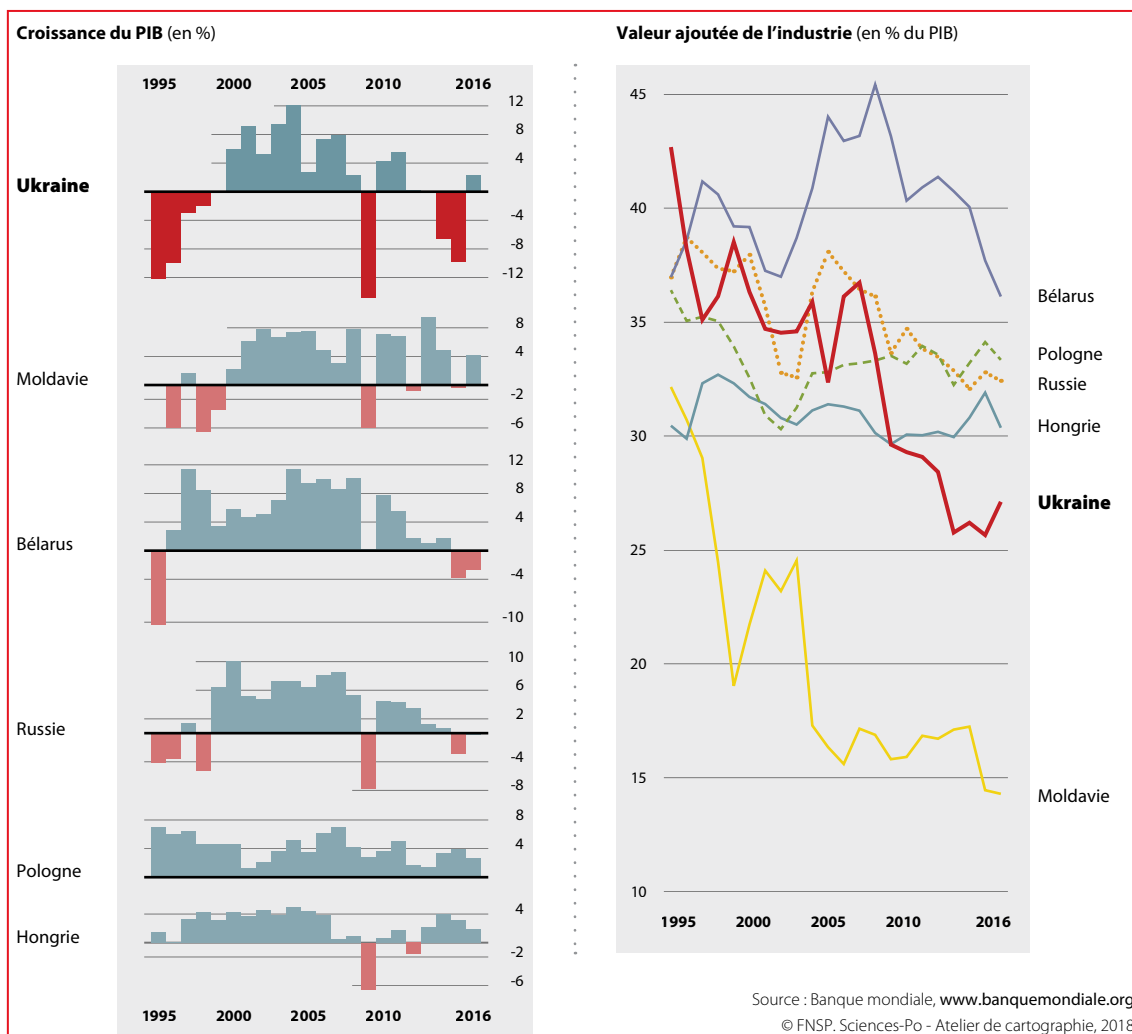 Croissance du PIB (en %)
1995 2000 2005 2010 2016
12
8
4
Ukraine
-4
-8
-12
8
4
Moldavie
-2
-6
12
8
4
Bélarus
-4
-10
10
6
2
Russie
-4
-8
8
4
Pologne
4
Hongrie
-2
-6
1995 2000 2005 2010 2016
Valeur ajoutée de l’industrie (en % du PIB)
45
40
Bélarus
35
Pologne
Russie
Hongrie
30
Ukraine
25
20
15
Moldavie
10
1995 2000 2005 2010 2016
Source : Banque mondiale, www.banquemondiale.org
© FNSP. Sciences-Po - Atelier de cartographie, 2018